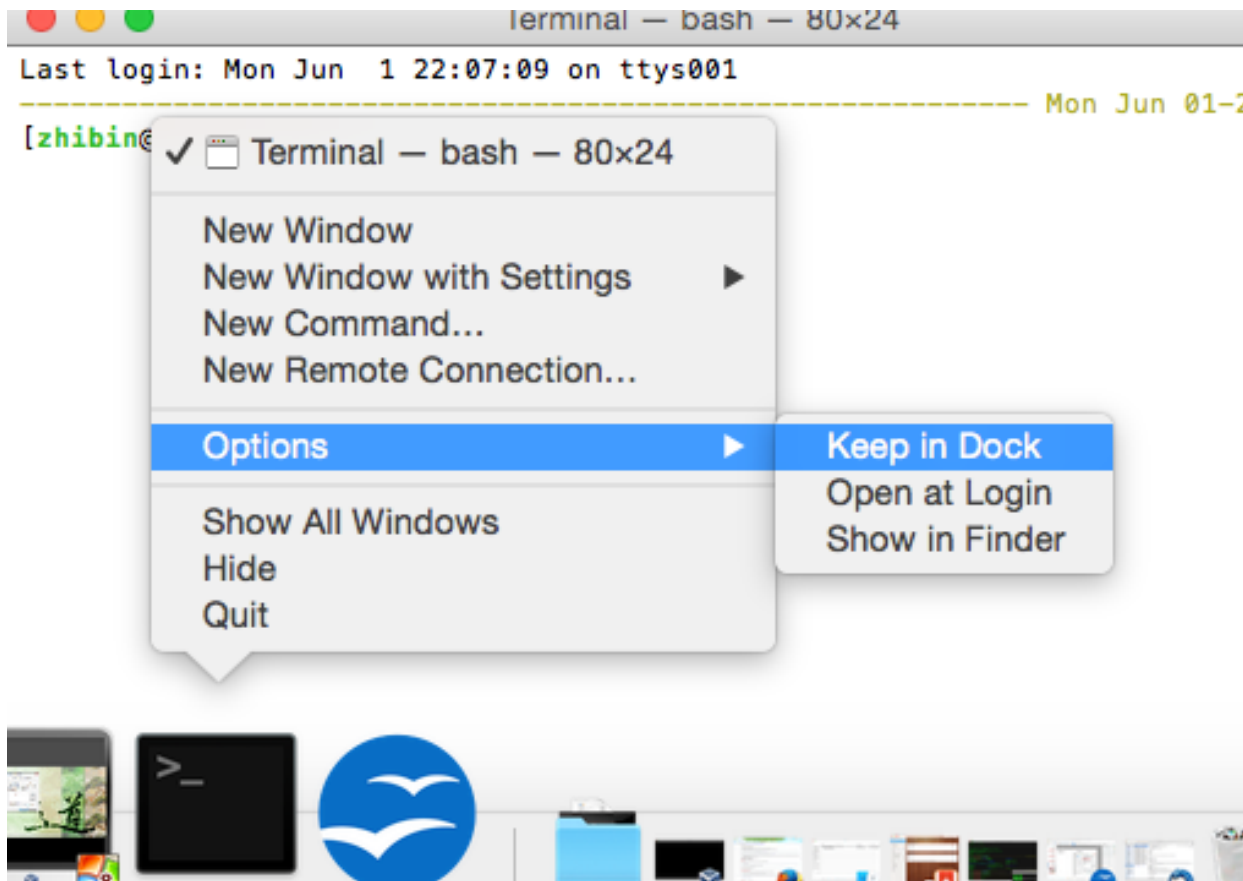 Terminal — bash — 80×24
Last login: Mon Jun  1 22:07:09 on ttys001
-------------------------------------------------------- Mon Jun 01-2
[zhibin@
✓ Terminal — bash — 80×24
New Window
New Window with Settings ▶
New Command...
New Remote Connection...
Options ▶
Keep in Dock
Open at Login
Show in Finder
Show All Windows
Hide
Quit
>_
道